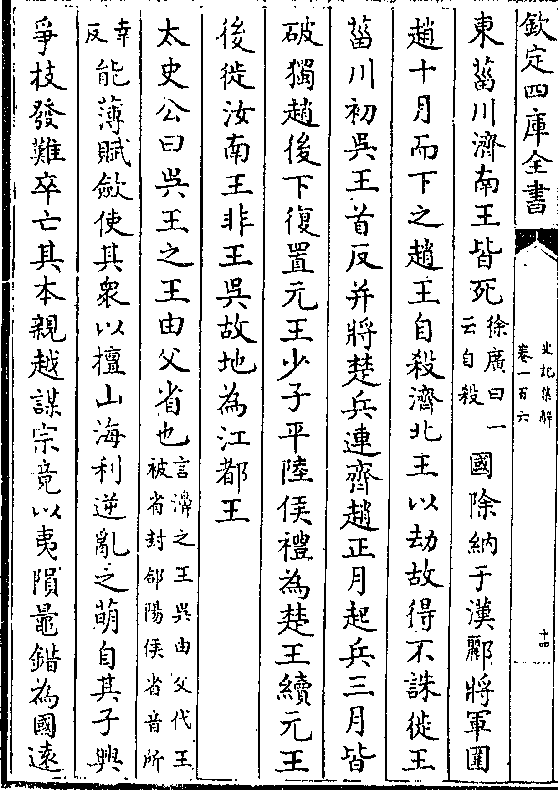 欽定四庫全書
史記集解
卷一百六
十四
東菑川濟南王皆死徐廣曰一云自殺國除納于漢酈將軍圍
趙十月而下之趙王自殺濟北王以劫故得不誅徙王
菑川初吳王首反并將楚兵連齊趙正月起兵三月皆
破獨趙後下復置元王少子平陸侯禮為楚王續元王
後徙汝南王非王吳故地為江都王
太史公曰吳王之王由父省也言濞之王吳由父代王被省封郃陽侯省音所
幸反能薄賦斂使其衆以擅山海利逆亂之萌自其子興
爭技發難卒亡其本親越謀宗竟以夷隕鼂錯為國遠